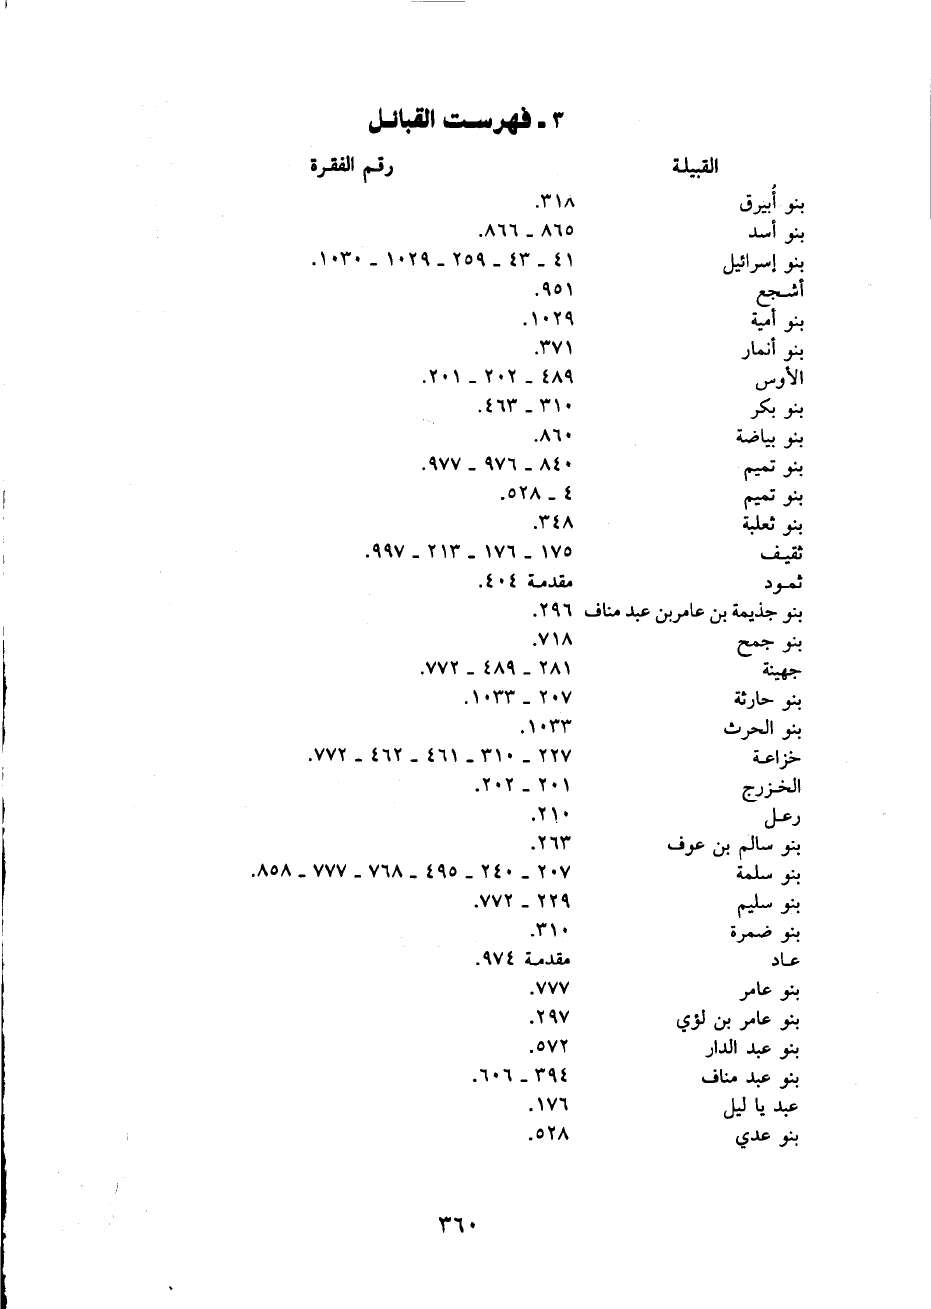 ٣ ـ فهرست القبائل
القبيلة رقم الفقرة
بنو أُبيرق ٣١٨.
بنو أسد ٨٦٥ ـ ٨٦٦.
بنو إسرائيل ٤١ ـ ٤٣ ـ ٢٥٩ ـ ١٠٢٩ ـ ١٠٣٠.
أشجع ٩٥١.
بنو أمية ١٠٢٩.
بنو أنمار ٣٧١.
الأوس ٤٨٩ ـ ٢٠٢ ـ ٢٠١.
بنو بكر ٣١٠ ـ ٤٦٣.
بنو بياضة ٨٦٠.
بنو تميم ٨٤٠ ـ ٩٧٦ ـ ٩٧٧.
بنو تميم ٤ ـ ٥٢٨.
بنو ثعلبة ٣٤٨.
ثقيف ١٧٥ ـ ١٧٦ ـ ٢١٣ ـ ٩٩٧.
ثمود مقدمة ٤٠٤.
بنو جذيمة بن عامربن عبد مناف ٢٩٦.
بنو جمح ٧١٨.
جهينة ٢٨١ ـ ٤٨٩ ـ ٧٧٢.
بنو حارثة ٢٠٧ ـ ١٠٣٣.
بنو الحرث ١٠٣٣.
خزاعة ٢٢٧ ـ ٣١٠ ـ ٤٦١ ـ ٤٦٢ ـ ٧٧٢.
الخزرج ٢٠١ ـ ٢٠٢.
رعل ٢١٠.
بنو سالم بن عوف ٢٦٣.
بنو سلمة ٢٠٧ ـ ٢٤٠ ـ ٤٩٥ ـ ٧٦٨ ـ ٧٧٧ ـ ٨٥٨.
بنو سليم ٢٢٩ ـ ٧٧٢.
بنو ضمرة ٣١٠.
عاد مقدمة ٩٧٤.
بنو عامر ٧٧٧.
بنو عامر بن لؤي ٢٩٧.
بنو عبد الدار ٥٧٢.
بنو عبد مناف ٣٩٤ ـ ٦٠٦.
عبد يا ليل ١٧٦.
بنو عدي ٥٢٨.
٣٦٠